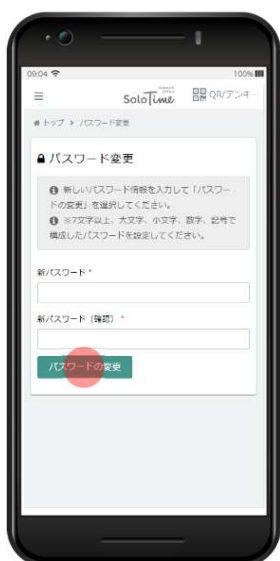 09:04 100%
SoloTime QR/テンキー…
トップ > パスワード変更
パスワード変更
新しいパスワード情報を入力して「パスワー
ドの変更」を選択してください。
※7文字以上、大文字、小文字、数字、記号で
構成したパスワードを設定してください。
新パスワード *
新パスワード（確認） *
パスワードの変更